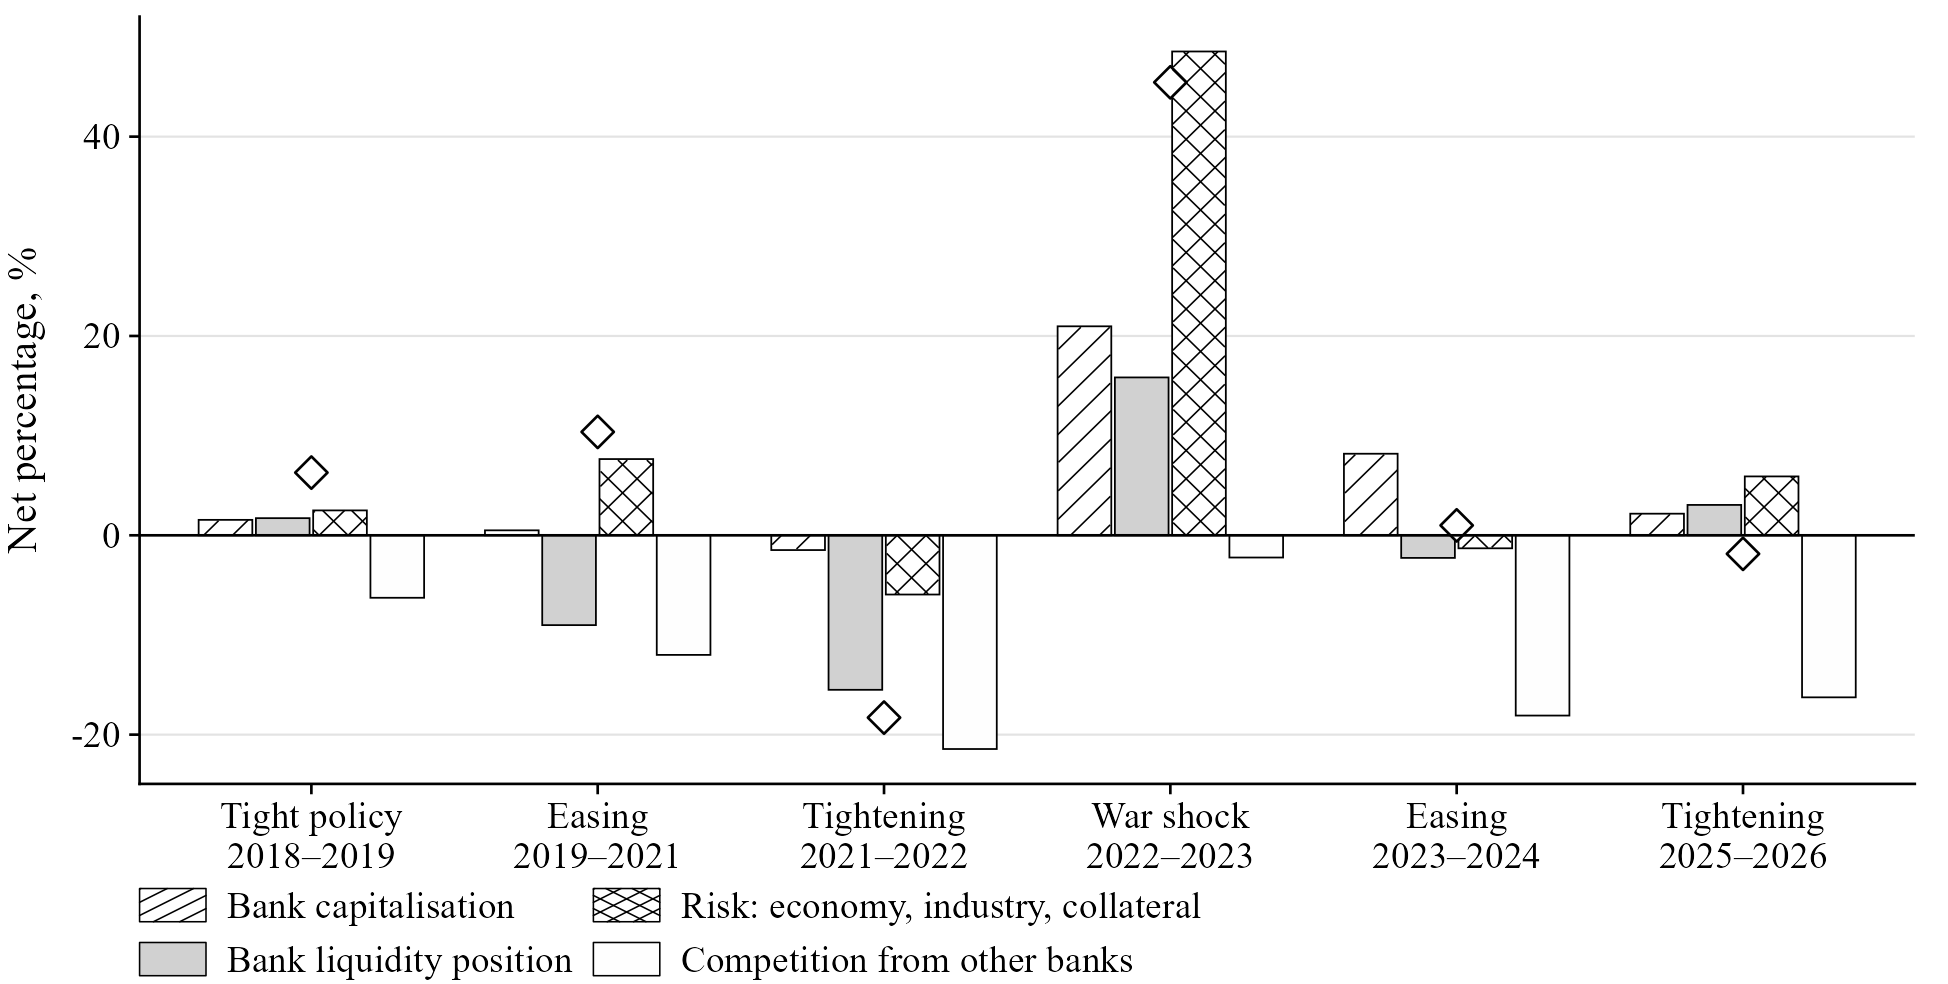 Net percentage, %
40
20
0
-20
Tight policy
2018–2019
Easing
2019–2021
Tightening
2021–2022
War shock
2022–2023
Easing
2023–2024
Tightening
2025–2026
Bank capitalisation
Risk: economy, industry, collateral
Bank liquidity position
Competition from other banks